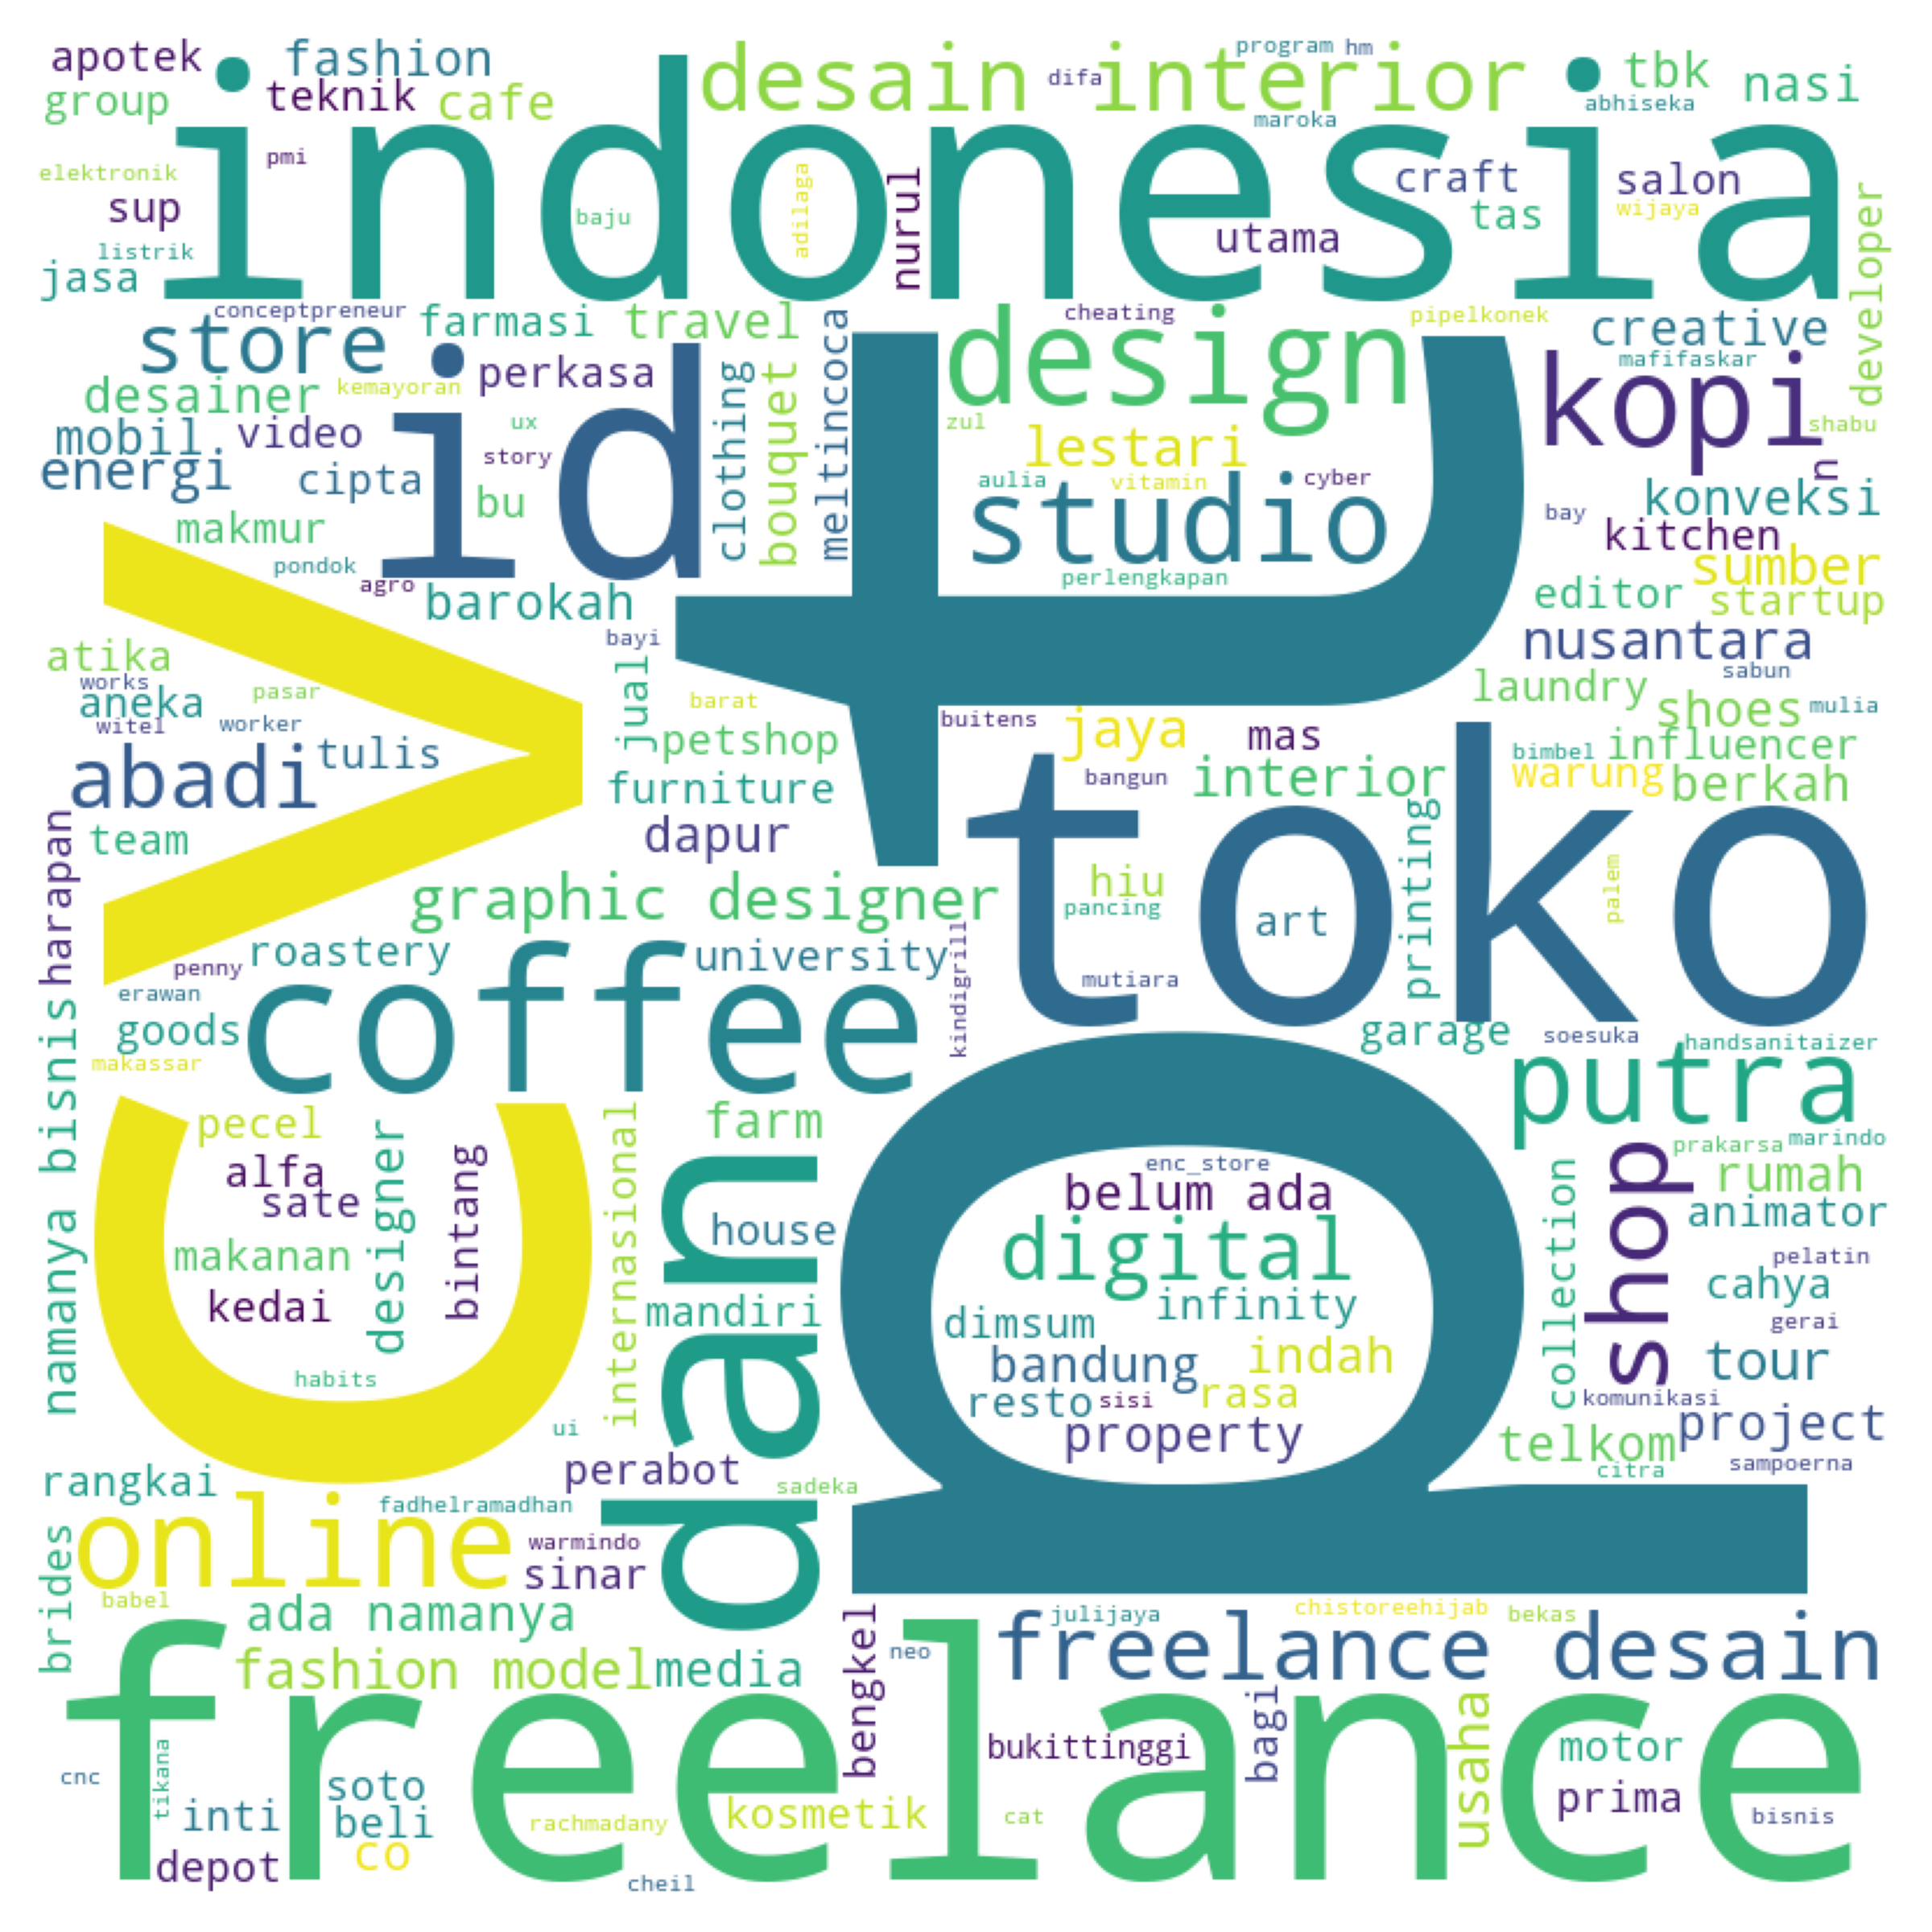 apotek
fashion
desain interior
program
hm
difa
tbk
nasi
group
teknik
cafe
abhiseka
maroka
indonesia
pmi
elektronik
sup
baju
adilaga
nurul
craft
salon
tas
wijaya
utama
developer
listrik
jasa
conceptpreneur
farmasi
travel
cheating
pipelkonek
creative
store
design
mafifaskar
id
perkasa
meltincoca
clothing
bouquet
kopi
desainer
kemayoran
ux
zul
shabu
mobil
video
story
lestari
n
energi
cipta
bu
aulia
vitamin
cyber
studio
konveksi
bay
makmur
kitchen
pondok
agro
perlengkapan
sumber
barokah
editor
startup
pt
cv
bayi
nusantara
atika
works
aneka
pasar
jual
barat
sabun
laundry
shoes
mulia
witel
worker
buitens
jaya
mas
abadi
tulis
petshop
bimbel
influencer
furniture
bangun
interior
warung
berkah
toko
team
dapur
harapan
printing
graphic designer
hiu
pancing
art
palem
roastery
university
penny
kindigrill
mutiara
erawan
coffee
goods
garage
soesuka
handsanitaizer
makassar
namanya bisnis
putra
pecel
farm
designer
bintang
internasional
alfa
sate
enc_store
belum ada
prakarsa
marindo
rumah
shop
collection
house
digital
animator
makanan
dan
pelatin
kedai
mandiri
dimsum
infinity
cahya
gerai
bandung
indah
tour
habits
resto
sisi
rasa
komunikasi
ui
property
project
telkom
perabot
rangkai
sadeka
citra
sampoerna
online
fadhelramadhan
warmindo
sinar
brides
babel
ada namanya
julijaya
chistoreehijab
bekas
freelance desain
fashion model
media
bengkel
neo
freelance
bagi
usaha
bukittinggi
motor
cnc
tikana
soto
prima
inti
beli
rachmadany
kosmetik
cat
bisnis
co
depot
cheil